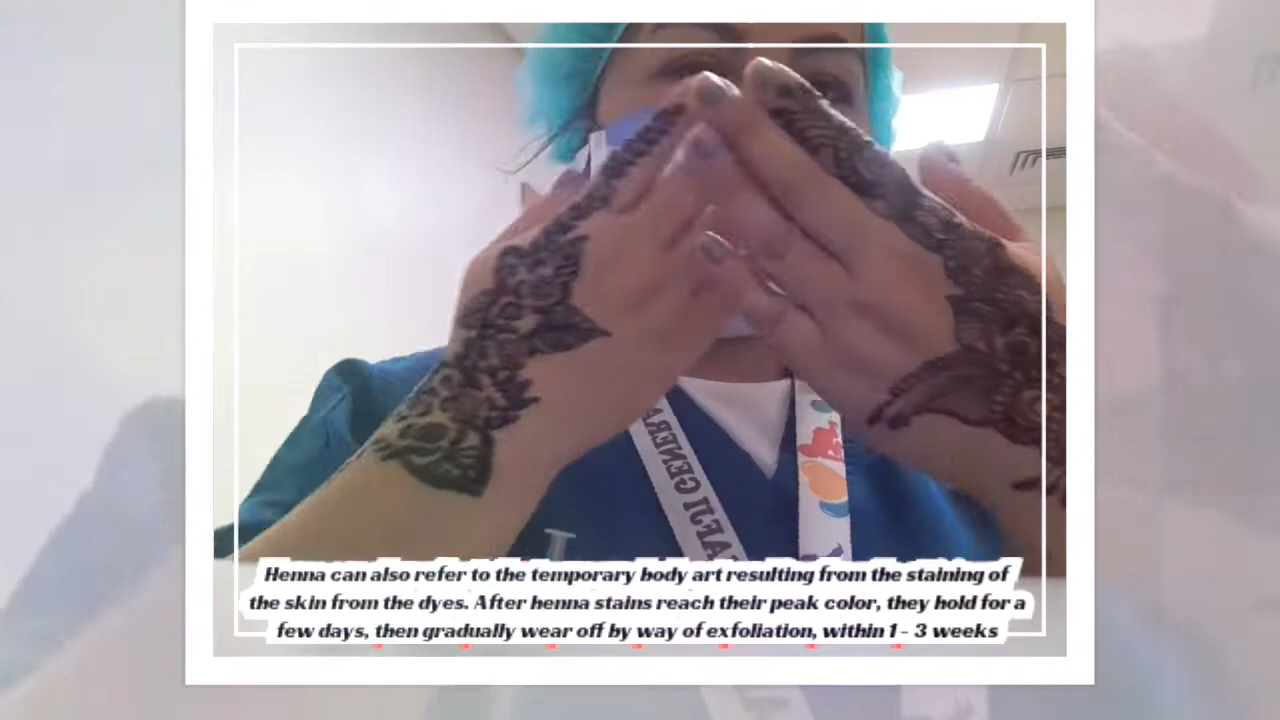 AFJI GENERA
Henna can also refer to the temporary body art resulting from the staining of
the skin from the dyes. After henna stains reach their peak color, they hold for a
few days, then gradually wear off by way of exfoliation, within 1 - 3 weeks